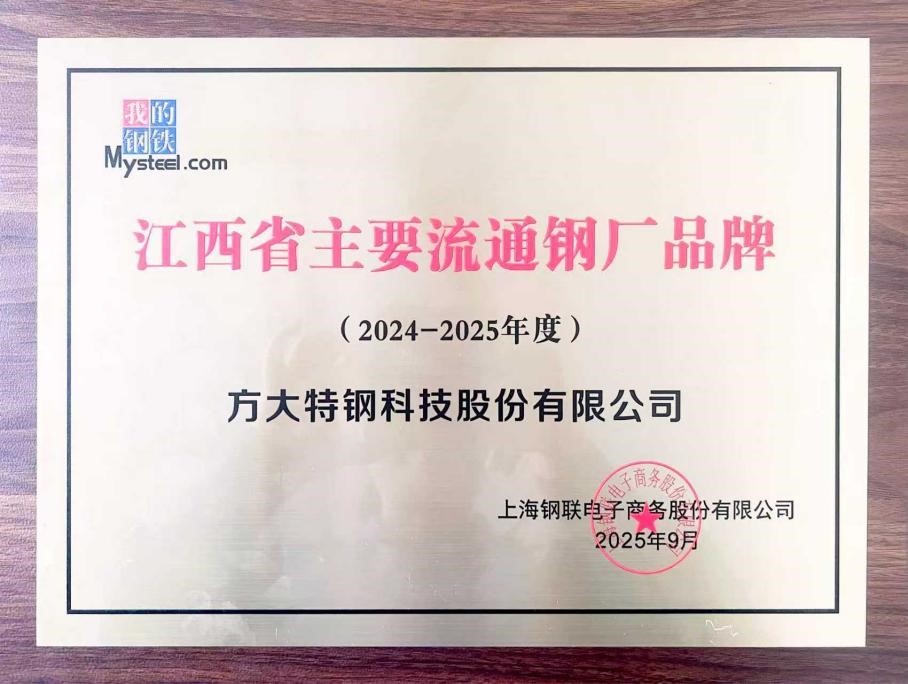 我的
钢铁
Mysteel.com
江西省主要流通钢厂品牌
（2024-2025年度）
方大特钢科技股份有限公司
上海钢联电子商务股份有限公司
2025年9月